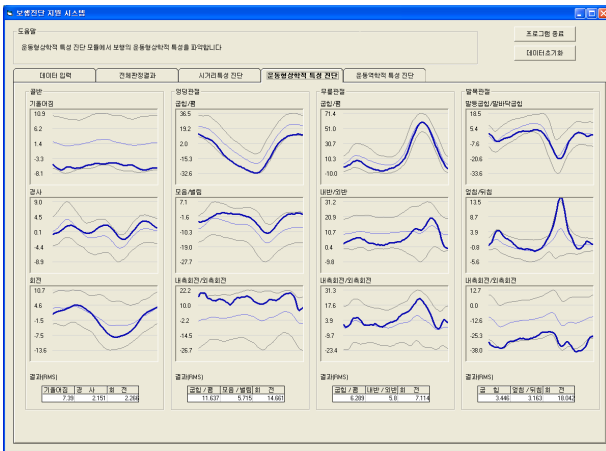 보행진단 지원 시스템
도움말
운동형상학적 특성 진단 모듈에서 보행의 운동형상학적 특성을 파악합니다
프로그램 종료
데이터초기화
데이터 입력
전체판정결과
시거리특성 진단
운동형상학적 특성 진단
운동역학적 특성 진단
골반
기울어짐
10.9
6.2
1.4
-3.3
-8.1
경사
9.0
4.5
0.1
-4.4
-8.9
회전
10.7
4.6
-1.5
-7.5
-13.6
결과(RMS)
기울어짐 경 사 회 전
7.39 2.151 2.266
엉덩관절
굽힘/폄
36.5
19.2
2.0
-15.3
-32.6
모음/벌림
7.1
-1.6
-10.3
-19.0
-27.7
내측회전/외측회전
22.2
10.0
-2.2
-14.5
-26.7
결과(RMS)
굽힘/폄 모음/벌림 회 전
11.637 5.715 14.661
무릎관절
굽힘/폄
71.4
51.0
30.7
10.3
-10.0
내반/외반
31.2
20.9
10.7
0.4
-9.8
내측회전/외측회전
31.3
17.6
3.9
-9.7
-23.4
결과(RMS)
굽힘/폄 내반/외반 회 전
6.289 5.8 7.114
발목관절
발등굽힘/발바닥굽힘
18.5
5.4
-7.6
-20.6
-33.6
엎침/뒤침
13.5
8.7
3.9
-0.8
-5.6
내측회전/외측회전
12.7
0.0
-12.6
-25.3
-38.0
결과(RMS)
굽 힘 엎침/뒤침 회 전
3.446 3.163 18.042